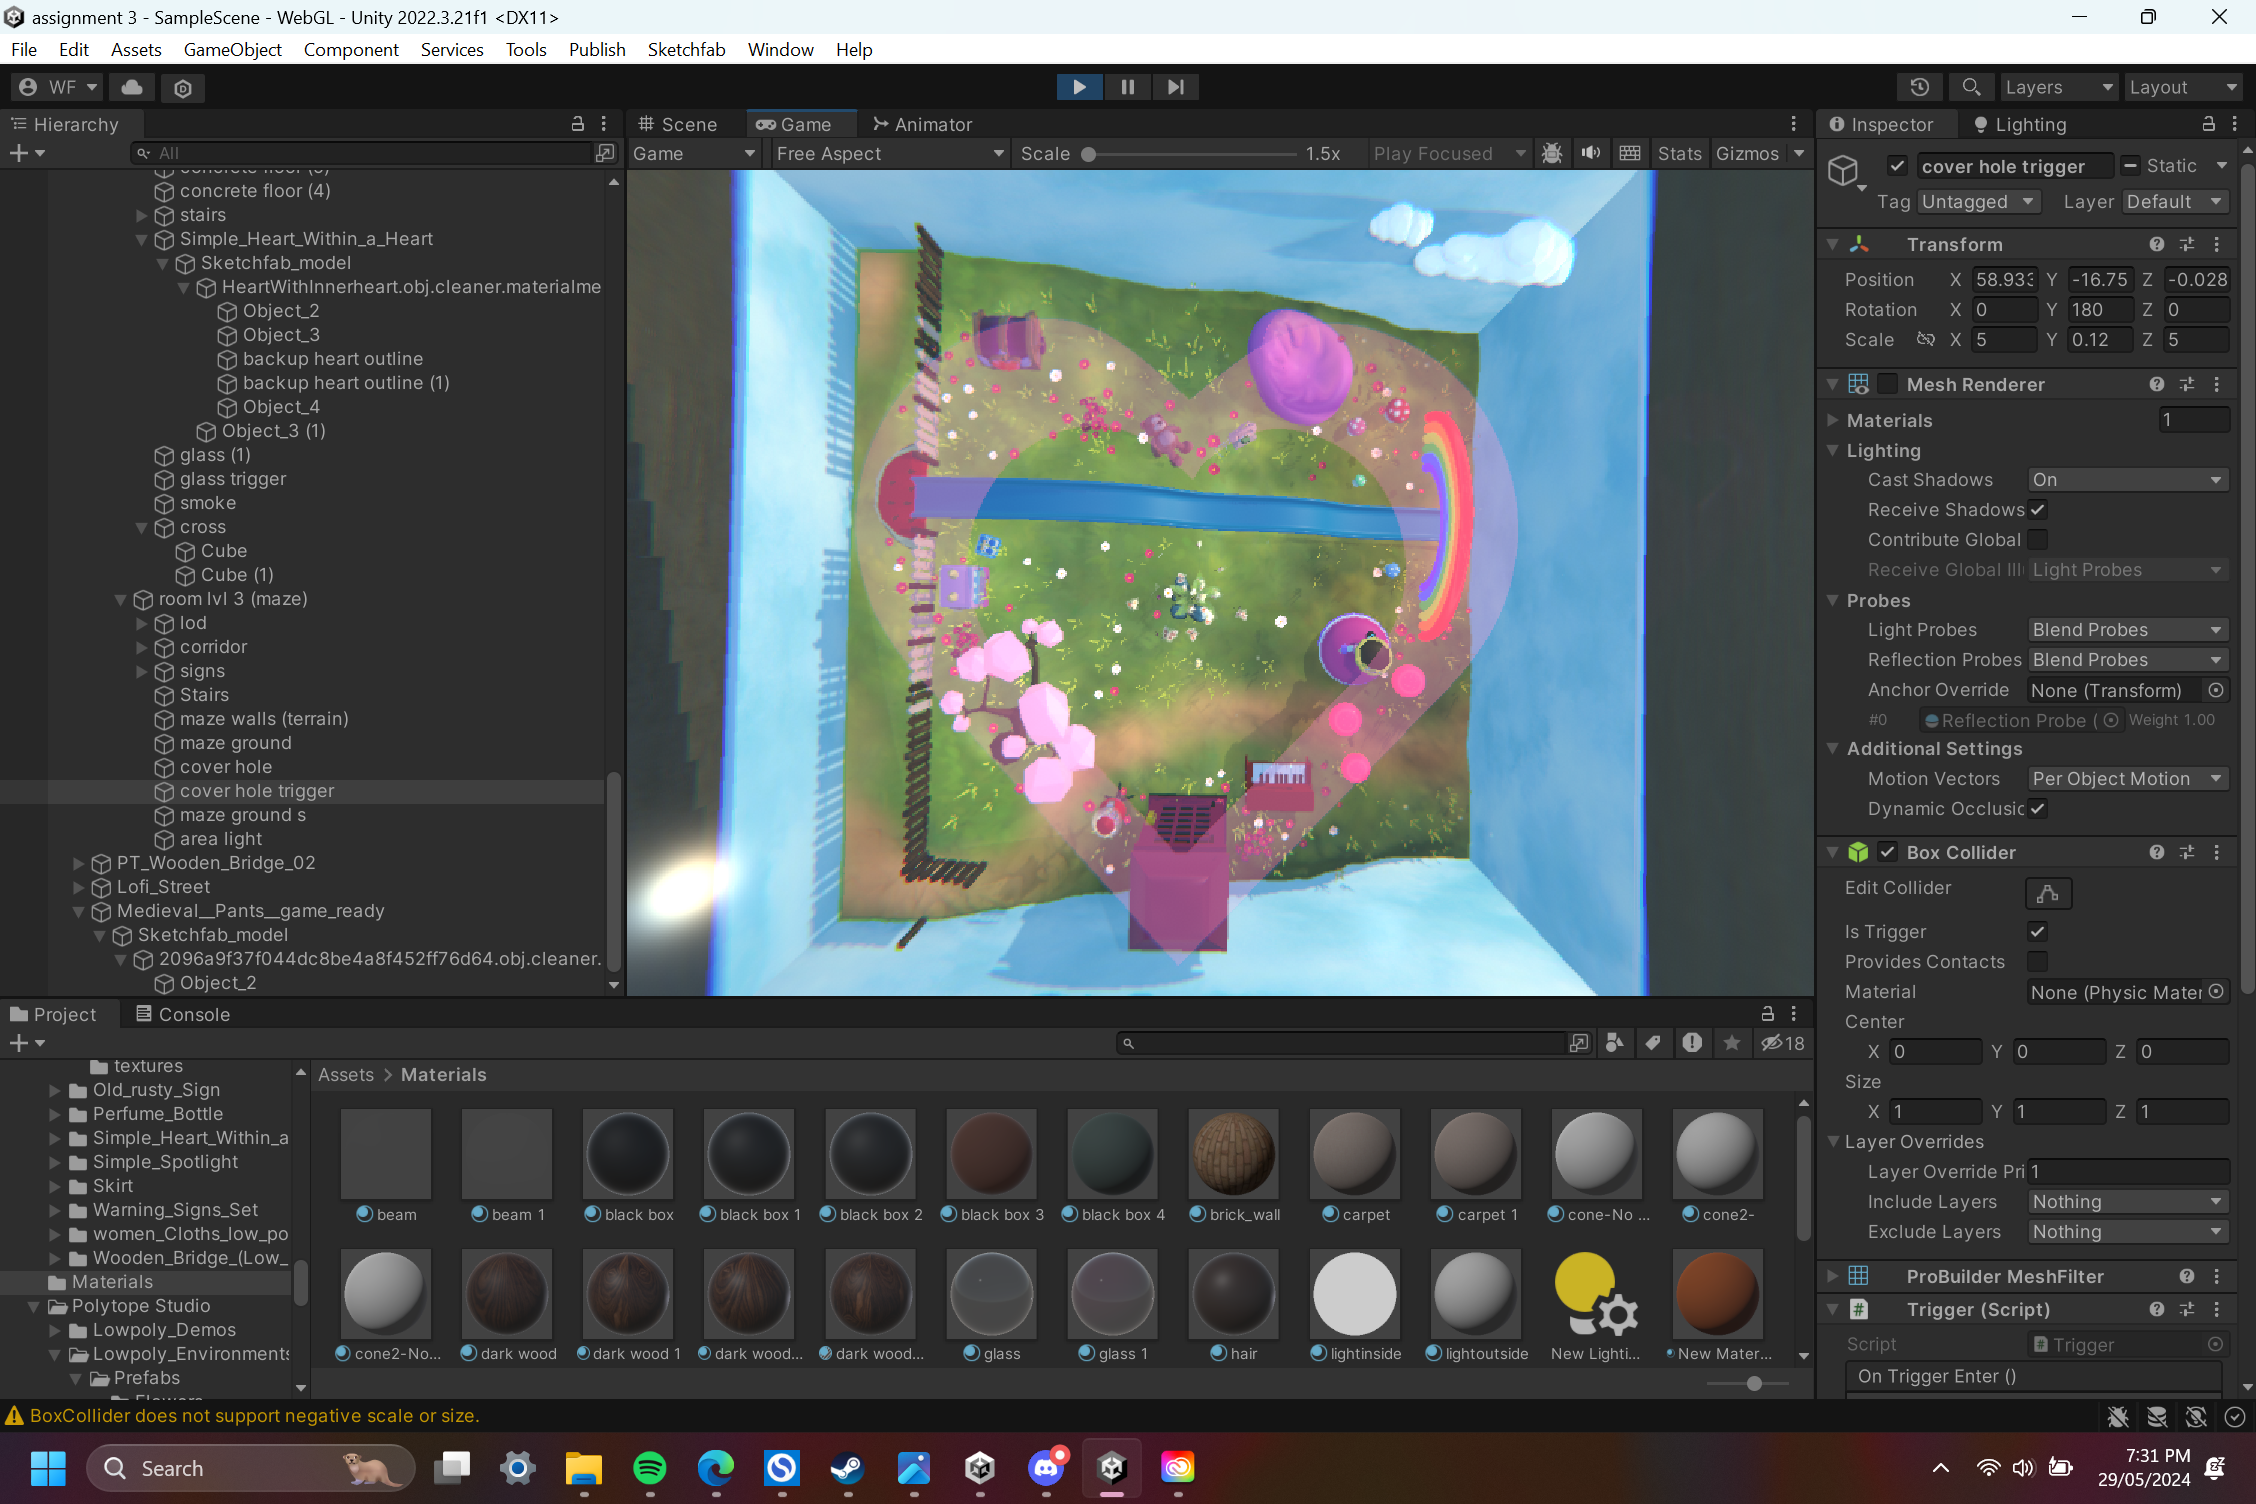 assignment 3 - SampleScene - WebGL - Unity 2022.3.21f1 <DX11>
File Edit Assets GameObject Component Services Tools Publish Sketchfab Window Help
WF
Layers Layout
Hierarchy
All
concrete floor (4)
stairs
Simple_Heart_Within_a_Heart
Sketchfab_model
HeartWithInnerheart.obj.cleaner.materialme
Object_2
Object_3
backup heart outline
backup heart outline (1)
Object_4
Object_3 (1)
glass (1)
glass trigger
smoke
cross
Cube
Cube (1)
room lvl 3 (maze)
lod
corridor
signs
Stairs
maze walls (terrain)
maze ground
cover hole
cover hole trigger
maze ground s
area light
PT_Wooden_Bridge_02
Lofi_Street
Medieval__Pants__game_ready
Sketchfab_model
2096a9f37f044dc8be4a8f452ff76d64.obj.cleaner.
Object_2
Scene Game Animator
Game Free Aspect Scale 1.5x Play Focused Stats Gizmos
Inspector Lighting
cover hole trigger Static
Tag Untagged Layer Default
Transform
Position X 58.933 Y -16.75 Z -0.028
Rotation X 0 Y 180 Z 0
Scale X 5 Y 0.12 Z 5
Mesh Renderer
Materials 1
Lighting
Cast Shadows On
Receive Shadows
Contribute Global
Receive Global Illu Light Probes
Probes
Light Probes Blend Probes
Reflection Probes Blend Probes
Anchor Override None (Transform)
#0 Reflection Probe ( Weight 1.00
Additional Settings
Motion Vectors Per Object Motion
Dynamic Occlusic
Box Collider
Edit Collider
Is Trigger
Provides Contacts
Material None (Physic Mater
Center
X 0 Y 0 Z 0
Size
X 1 Y 1 Z 1
Layer Overrides
Layer Override Pri 1
Include Layers Nothing
Exclude Layers Nothing
ProBuilder MeshFilter
Trigger (Script)
Script Trigger
On Trigger Enter ()
Project Console
18
textures
Old_rusty_Sign
Perfume_Bottle
Simple_Heart_Within_a
Simple_Spotlight
Skirt
Warning_Signs_Set
women_Cloths_low_po
Wooden_Bridge_(Low_
Materials
Polytope Studio
Lowpoly_Demos
Lowpoly_Environments
Prefabs
Assets > Materials
beam beam 1 black box black box 1 black box 2 black box 3 black box 4 brick_wall carpet carpet 1 cone-No ... cone2-
cone2-No... dark wood dark wood 1 dark wood... dark wood... glass glass 1 hair lightinside lightoutside New Lighti... New Mater...
BoxCollider does not support negative scale or size.
Search
7:31 PM
29/05/2024